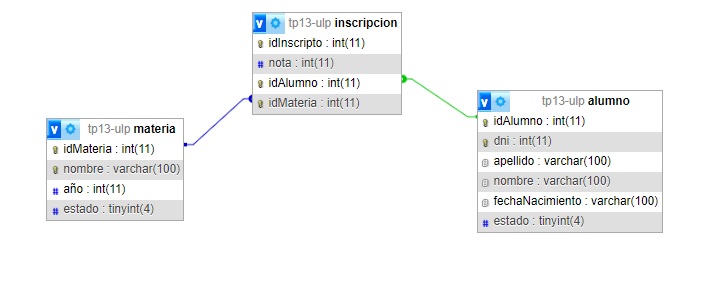 tp13-ulp inscripcion
idInscripto : int(11)
nota : int(11)
idAlumno : int(11)
idMateria : int(11)
tp13-ulp alumno
idAlumno : int(11)
dni : int(11)
apellido : varchar(100)
nombre : varchar(100)
fechaNacimiento : varchar(100)
estado : tinyint(4)
tp13-ulp materia
idMateria : int(11)
nombre : varchar(100)
año : int(11)
estado : tinyint(4)